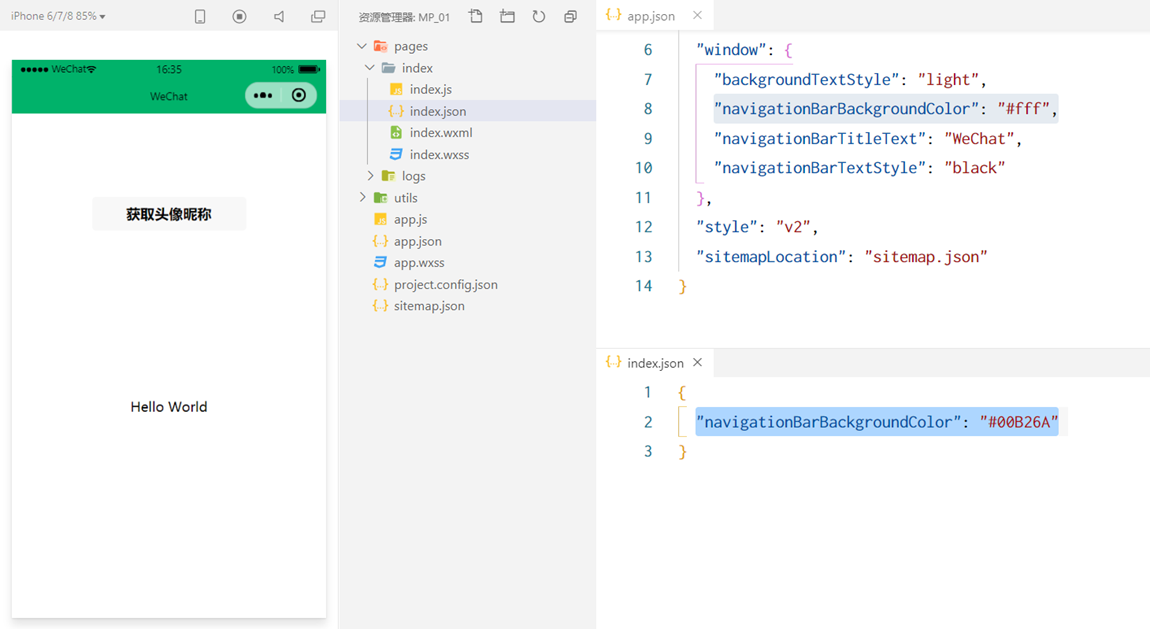 iPhone 6/7/8 85%
WeChat
16:35
100%
WeChat
获取头像昵称
Hello World
资源管理器: MP_01
pages
index
index.js
index.json
index.wxml
index.wxss
logs
utils
app.js
app.json
app.wxss
project.config.json
sitemap.json
app.json
6 "window": {
7 "backgroundTextStyle": "light",
8 "navigationBarBackgroundColor": "#fff",
9 "navigationBarTitleText": "WeChat",
10 "navigationBarTextStyle": "black"
11 },
12 "style": "v2",
13 "sitemapLocation": "sitemap.json"
14 }
index.json
1 {
2 "navigationBarBackgroundColor": "#00B26A"
3 }